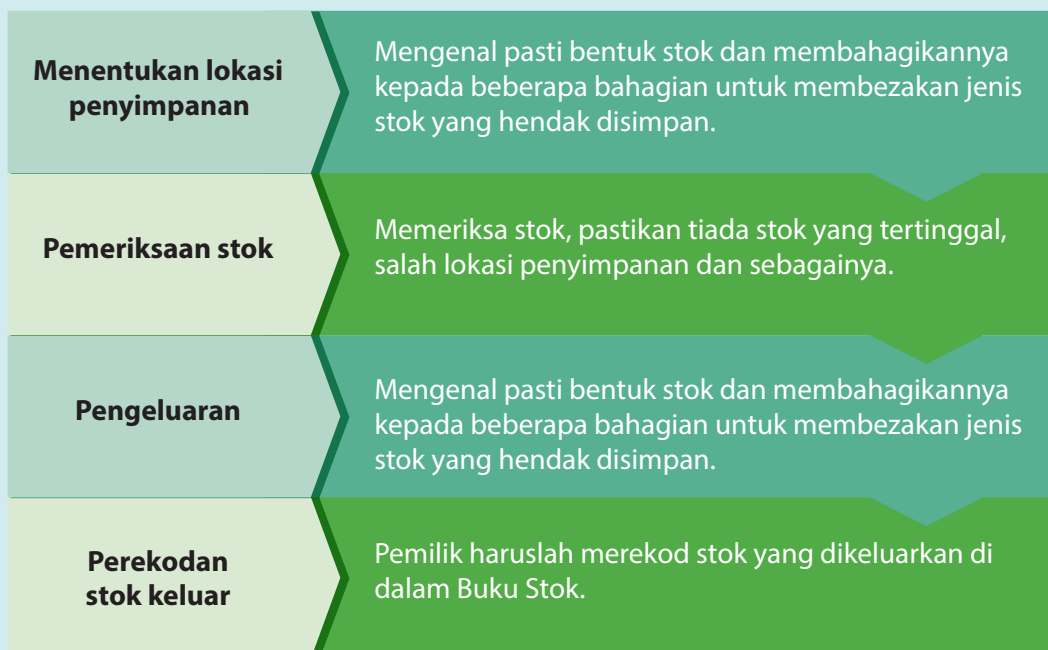 Menentukan lokasi
penyimpanan
Mengenal pasti bentuk stok dan membahagikannya
kepada beberapa bahagian untuk membezakan jenis
stok yang hendak disimpan.
Pemeriksaan stok
Memeriksa stok, pastikan tiada stok yang tertinggal,
salah lokasi penyimpanan dan sebagainya.
Pengeluaran
Mengenal pasti bentuk stok dan membahagikannya
kepada beberapa bahagian untuk membezakan jenis
stok yang hendak disimpan.
Perekodan
stok keluar
Pemilik haruslah merekod stok yang dikeluarkan di
dalam Buku Stok.